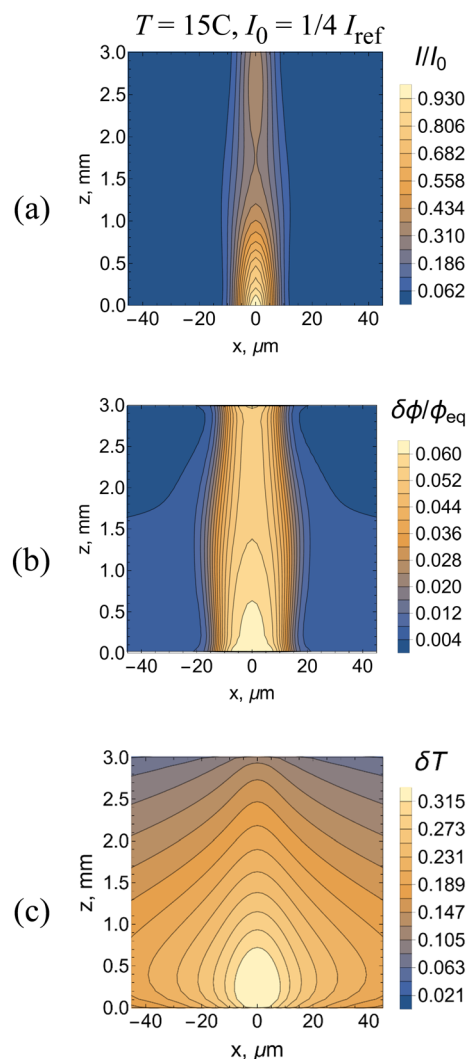 T = 15C, I₀ = 1/4 I_ref
(a)
z, mm
3.0
2.5
2.0
1.5
1.0
0.5
0.0
−40 −20 0 20 40
x, μm
I/I₀
0.930
0.806
0.682
0.558
0.434
0.310
0.186
0.062
(b)
z, mm
3.0
2.5
2.0
1.5
1.0
0.5
0.0
−40 −20 0 20 40
x, μm
δϕ/ϕ_eq
0.060
0.052
0.044
0.036
0.028
0.020
0.012
0.004
(c)
z, mm
3.0
2.5
2.0
1.5
1.0
0.5
0.0
−40 −20 0 20 40
x, μm
δT
0.315
0.273
0.231
0.189
0.147
0.105
0.063
0.021